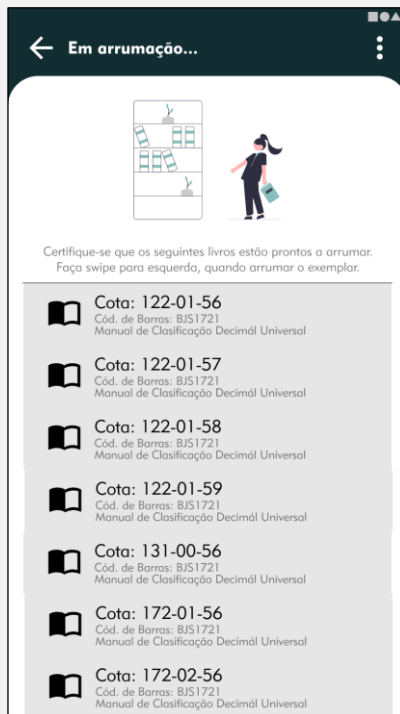 Em arrumação...
Certifique-se que os seguintes livros estão prontos a arrumar.
Faça swipe para esquerda, quando arrumar o exemplar.
Cota: 122-01-56
Cód. de Barras: BJS1721
Manual de Clasificação Decimál Universal
Cota: 122-01-57
Cód. de Barras: BJS1721
Manual de Clasificação Decimál Universal
Cota: 122-01-58
Cód. de Barras: BJS1721
Manual de Clasificação Decimál Universal
Cota: 122-01-59
Cód. de Barras: BJS1721
Manual de Clasificação Decimál Universal
Cota: 131-00-56
Cód. de Barras: BJS1721
Manual de Clasificação Decimál Universal
Cota: 172-01-56
Cód. de Barras: BJS1721
Manual de Clasificação Decimál Universal
Cota: 172-02-56
Cód. de Barras: BJS1721
Manual de Clasificação Decimál Universal